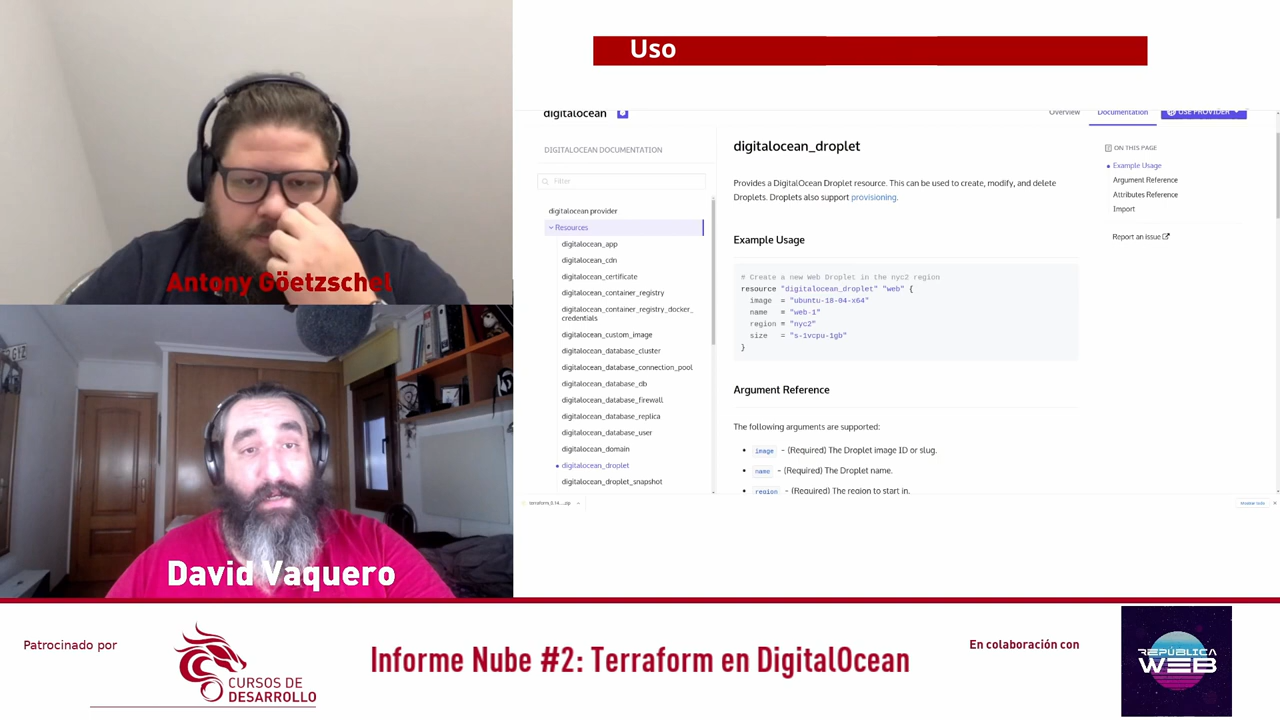 Uso
Antony Göetzschel
David Vaquero
digitalocean
Overview
Documentation
USE PROVIDER
DIGITALOCEAN DOCUMENTATION
Filter
digitalocean provider
Resources
digitalocean_app
digitalocean_cdn
digitalocean_certificate
digitalocean_container_registry
digitalocean_container_registry_docker_
credentials
digitalocean_custom_image
digitalocean_database_cluster
digitalocean_database_connection_pool
digitalocean_database_db
digitalocean_database_firewall
digitalocean_database_replica
digitalocean_database_user
digitalocean_domain
digitalocean_droplet
digitalocean_droplet_snapshot
digitalocean_droplet
Provides a DigitalOcean Droplet resource. This can be used to create, modify, and delete
Droplets. Droplets also support provisioning.
Example Usage
# Create a new Web Droplet in the nyc2 region
resource "digitalocean_droplet" "web" {
image = "ubuntu-18-04-x64"
name = "web-1"
region = "nyc2"
size = "s-1vcpu-1gb"
}
Argument Reference
The following arguments are supported:
• image - (Required) The Droplet image ID or slug.
• name - (Required) The Droplet name.
• region - (Required) The region to start in.
ON THIS PAGE
Example Usage
Argument Reference
Attributes Reference
Import
Report an issue
terraform_0.14....zip
Patrocinado por
CURSOS DE
DESARROLLO
Informe Nube #2: Terraform en DigitalOcean
En colaboración con
REPÚBLICA
WEB